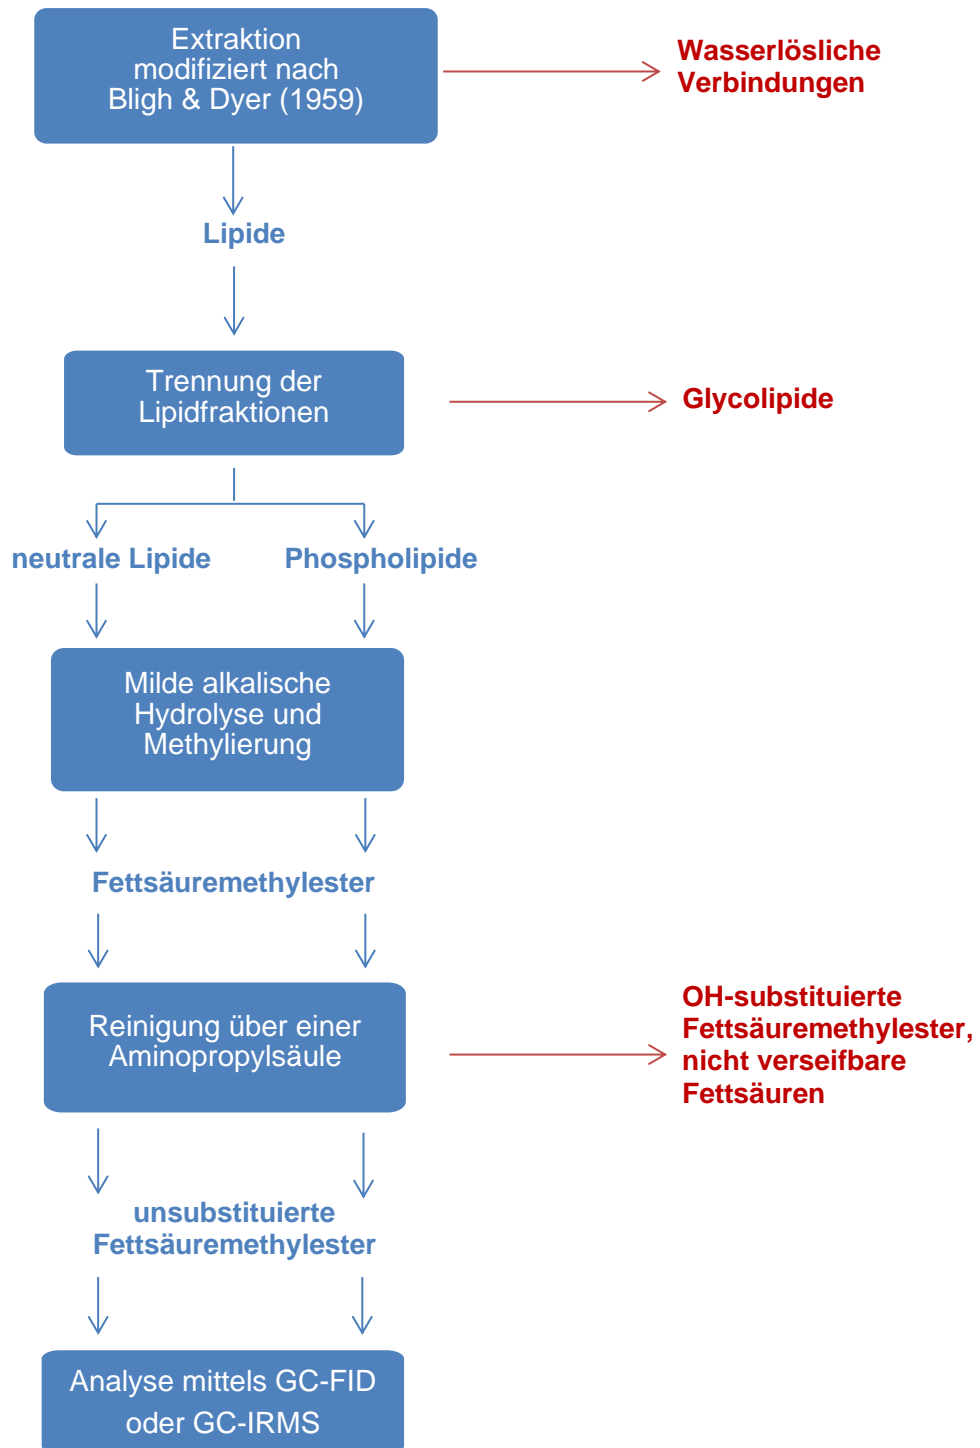 Extraktion
modifiziert nach
Bligh & Dyer (1959)
Wasserlösliche
Verbindungen
Lipide
Trennung der
Lipidfraktionen
Glycolipide
neutrale Lipide
Phospholipide
Milde alkalische
Hydrolyse und
Methylierung
Fettsäuremethylester
Reinigung über einer
Aminopropylsäule
OH-substituierte
Fettsäuremethylester,
nicht verseifbare
Fettsäuren
unsubstituierte
Fettsäuremethylester
Analyse mittels GC-FID
oder GC-IRMS